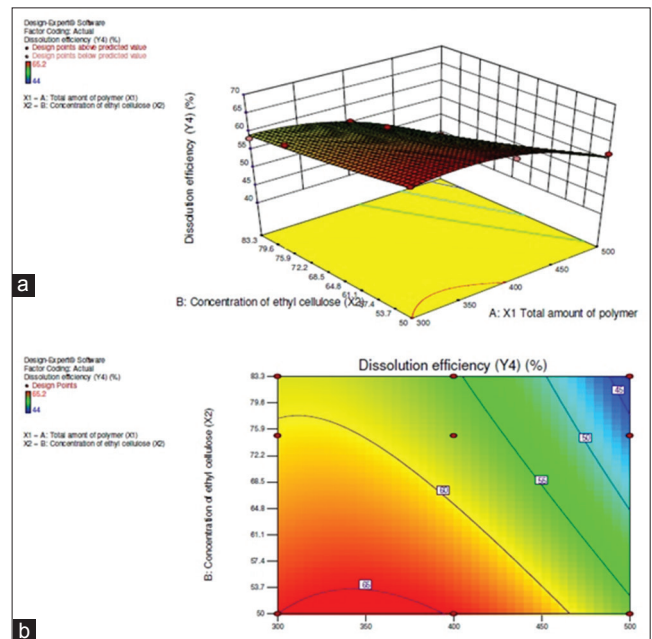 Design-Expert® Software
Factor Coding: Actual
Dissolution efficiency (Y4) (%)
Design points above predicted value
Design points below predicted value
65.2
44
X1 = A: Total amont of polymer (X1)
X2 = B: Concentration of ethyl cellulose (X2)
Dissolution efficiency (Y4) (%)
70
65
60
55
50
45
40
83.3
79.6
75.9
72.2
68.5
64.8
61.1
57.4
53.7
50
300
350
400
450
500
B: Concentration of ethyl cellulose (X2)
A: X1 Total amount of polymer
a
Design-Expert® Software
Factor Coding: Actual
Dissolution efficiency (Y4) (%)
Design Points
65.2
44
X1 = A: Total amont of polymer (X1)
X2 = B: Concentration of ethyl cellulose (X2)
Dissolution efficiency (Y4) (%)
B: Concentration of ethyl cellulose (X2)
83.3
79.6
75.9
72.2
68.5
64.8
61.1
57.4
53.7
50
45
50
55
60
60
65
300
350
400
450
500
b